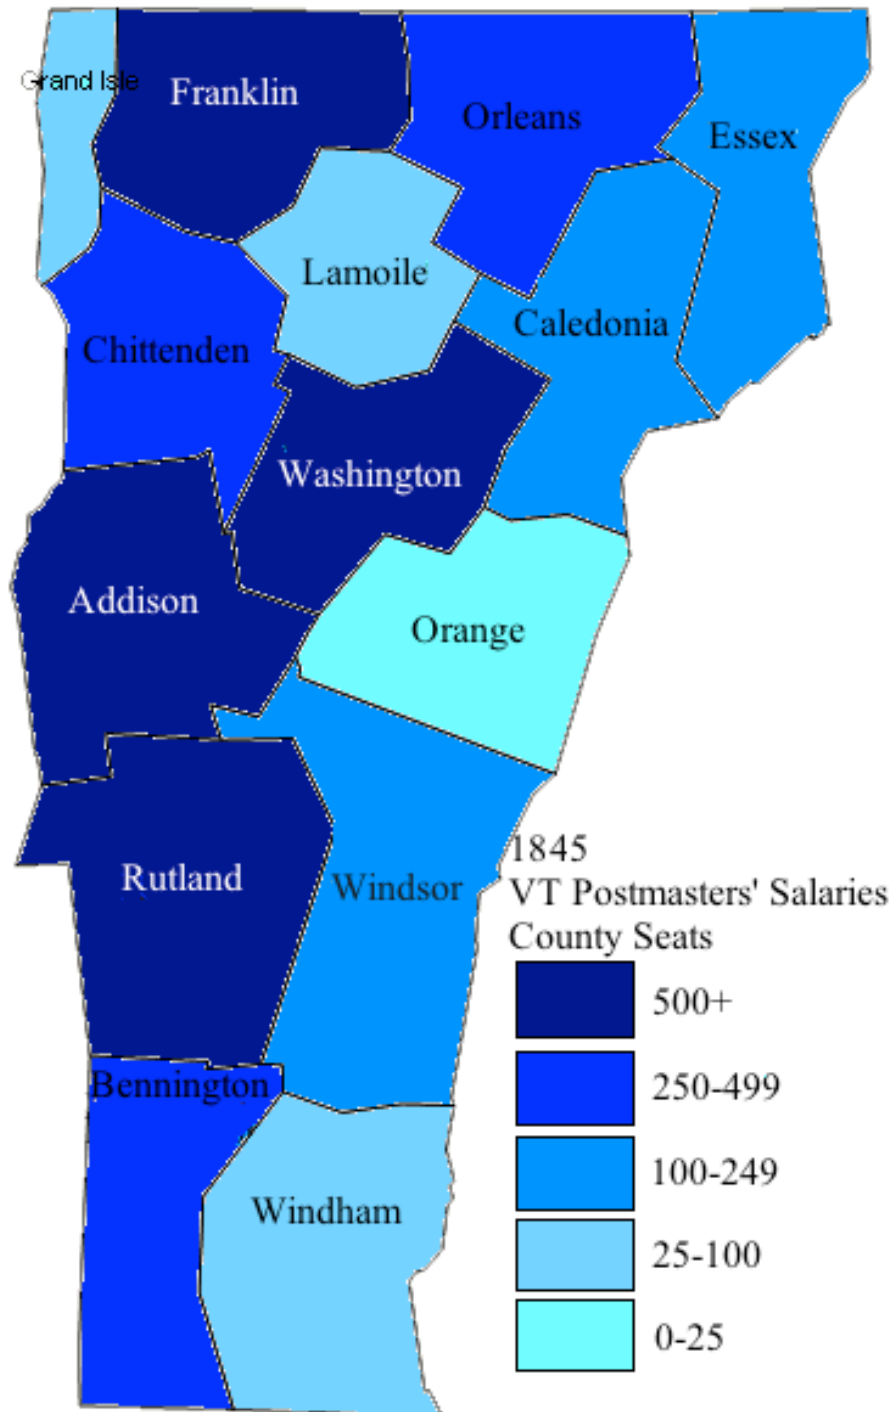 Grand Isle
Franklin
Orleans
Essex
Lamoile
Caledonia
Chittenden
Washington
Addison
Orange
Rutland
Windsor
Bennington
Windham
1845
VT Postmasters' Salaries
County Seats
500+
250-499
100-249
25-100
0-25